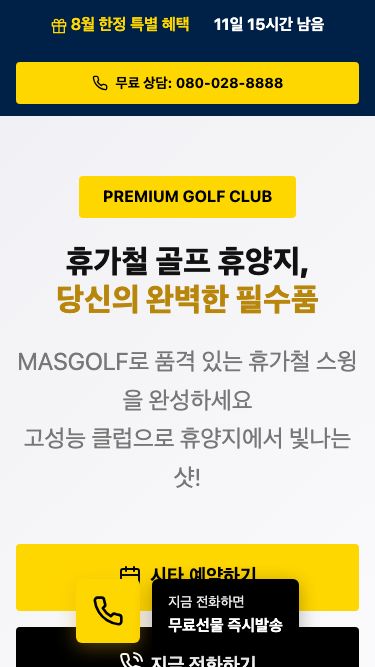 8월 한정 특별 혜택 11일 15시간 남음
무료 상담: 080-028-8888
PREMIUM GOLF CLUB
휴가철 골프 휴양지,
당신의 완벽한 필수품
MASGOLF로 품격 있는 휴가철 스윙
을 완성하세요
고성능 클럽으로 휴양지에서 빛나는
샷!
시타 예약하기
지금 전화하면
무료선물 즉시발송
지금 전화하기